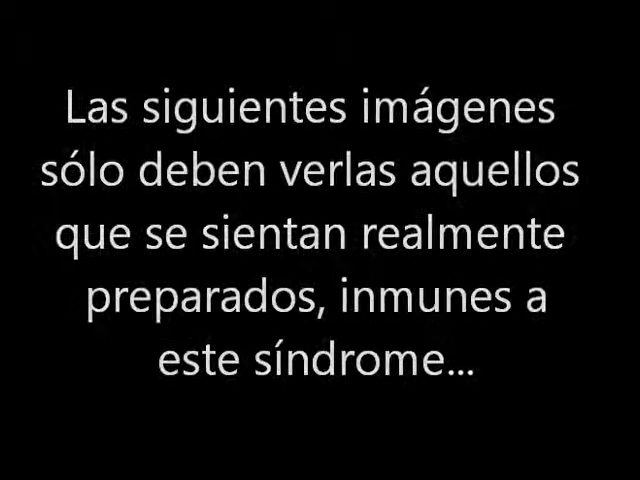 Las siguientes imágenes
sólo deben verlas aquellos
que se sientan realmente
preparados, inmunes a
este síndrome...